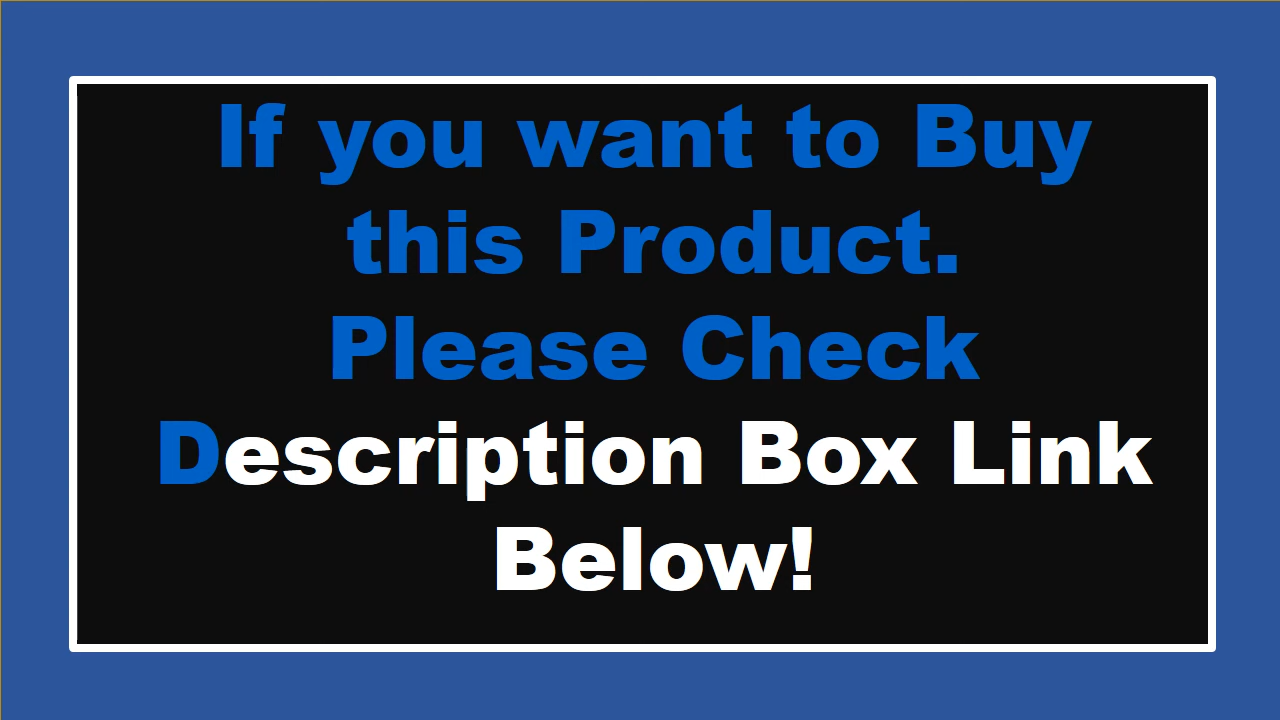 If you want to Buy
this Product.
Please Check
Description Box Link
Below!